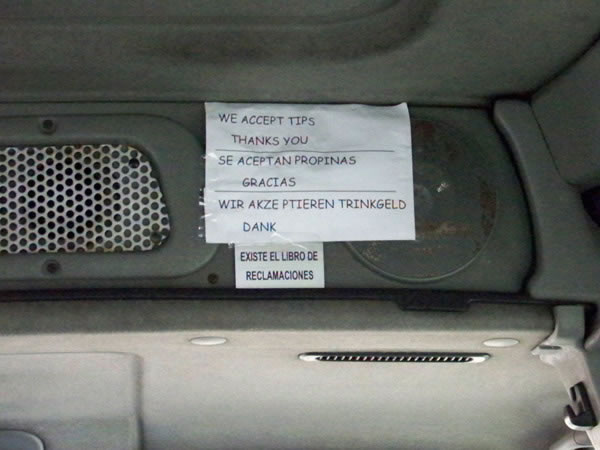 WE ACCEPT TIPS
THANKS YOU
SE ACEPTAN PROPINAS
GRACIAS
WIR AKZE PTIEREN TRINKGELD
DANK
EXISTE EL LIBRO DE
RECLAMACIONES